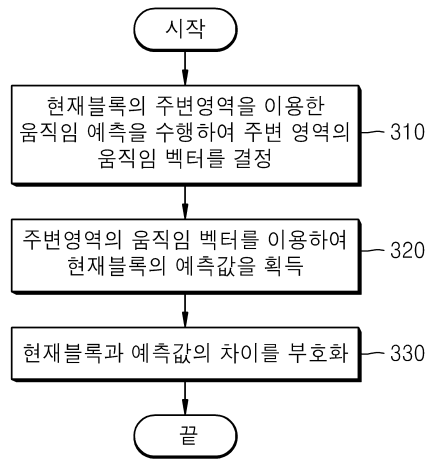 시작
현재블록의 주변영역을 이용한
움직임 예측을 수행하여 주변 영역의
움직임 벡터를 결정
310
주변영역의 움직임 벡터를 이용하여
현재블록의 예측값을 획득
320
현재블록과 예측값의 차이를 부호화
330
끝